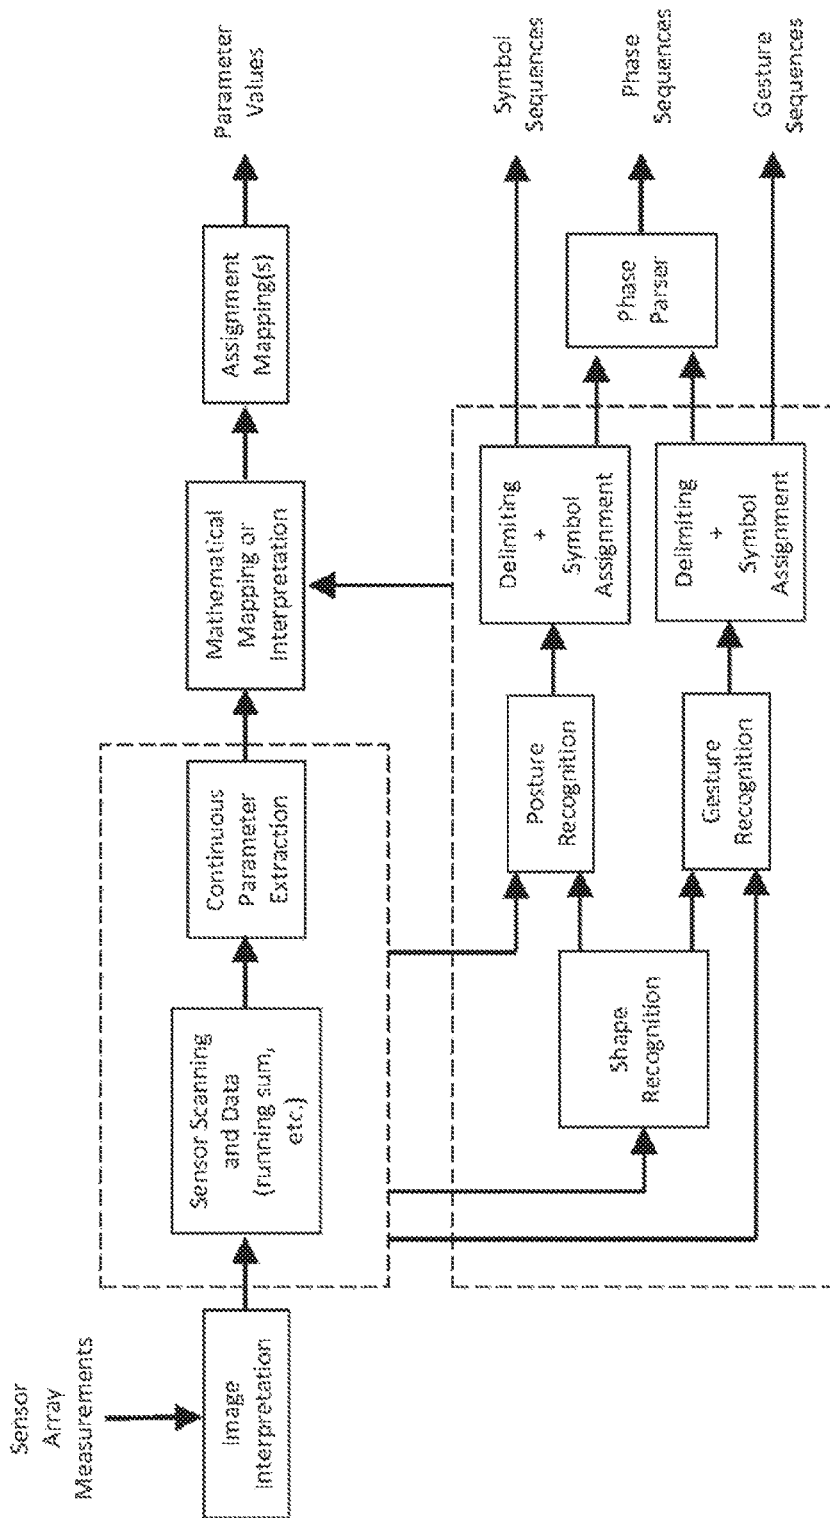 Sensor
Array
Measurements
Image
Interpretation
Sensor Scanning
and Data
(running sum,
etc.)
Continuous
Parameter
Extraction
Mathematical
Mapping or
Interpretation
Assignment
Mapping(s)
Parameter
Values
Shape
Recognition
Posture
Recognition
Delimiting
+
Symbol
Assignment
Symbol
Sequences
Phase
Parser
Phase
Sequences
Gesture
Recognition
Delimiting
+
Symbol
Assignment
Gesture
Sequences